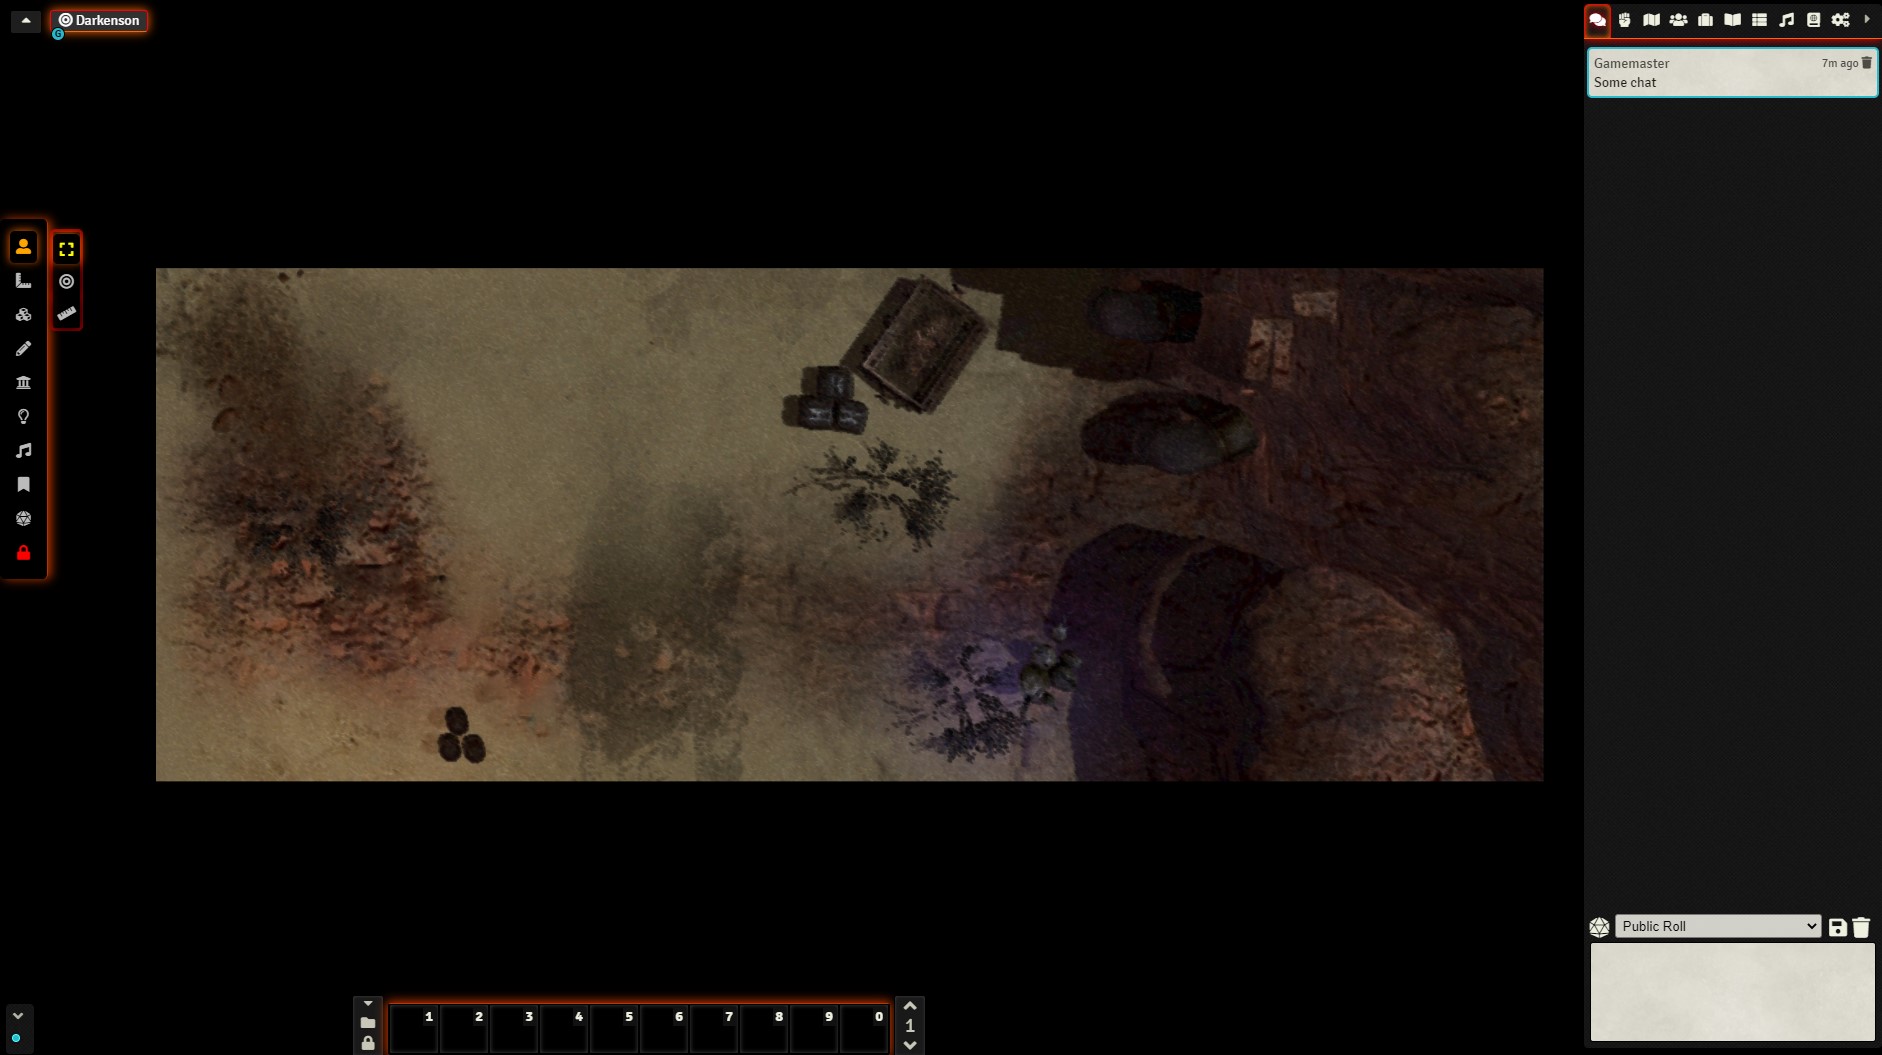 Darkenson
G
Gamemaster 7m ago
Some chat
Public Roll
1 2 3 4 5 6 7 8 9 0
1